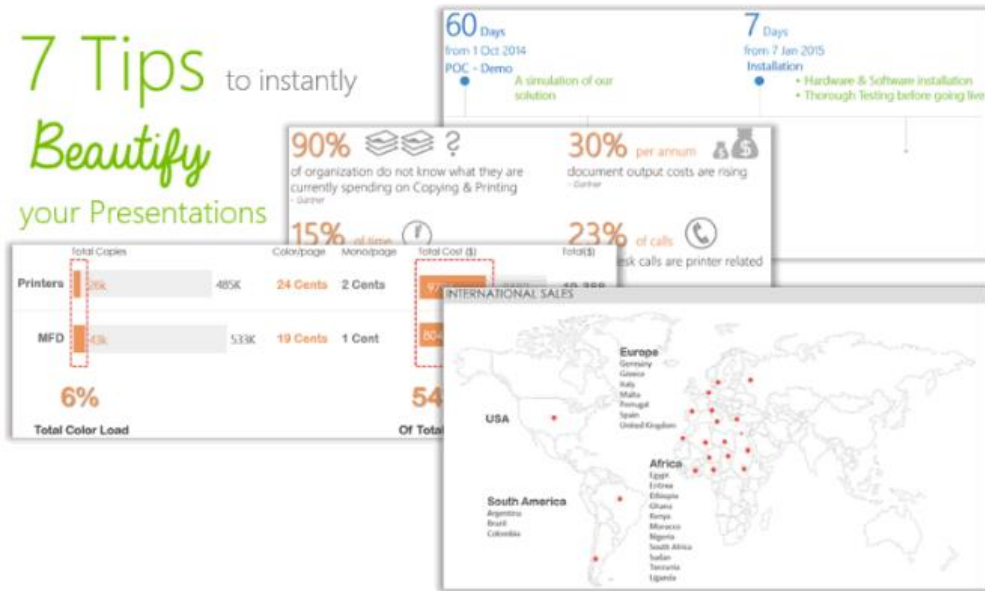 7 Tips to instantly
Beautify
your Presentations
60 Days
from 1 Oct 2014
POC - Demo
A simulation of our
solution
7 Days
from 7 Jan 2015
Installation
• Hardware & Software installation
• Thorough Testing before going live
90%
of organization do not know what they are
currently spending on Copying & Printing
- Gartner
30% per annum
document output costs are rising
- Gartner
15% of time
23% of calls
esk calls are printer related
Total Copies Color/page Mono/page Total Cost ($) Total($)
Printers 26k 485K 24 Cents 2 Cents
MFD 43k 533K 19 Cents 1 Cent 804
6%
Total Color Load
54
Of Total
INTERNATIONAL SALES
USA
South America
Argentina
Brazil
Colombia
Europe
Germany
Greece
Italy
Malta
Portugal
Spain
United Kingdom
Africa
Egypt
Eritrea
Ethiopia
Ghana
Kenya
Morocco
Nigeria
South Africa
Sudan
Tanzania
Uganda